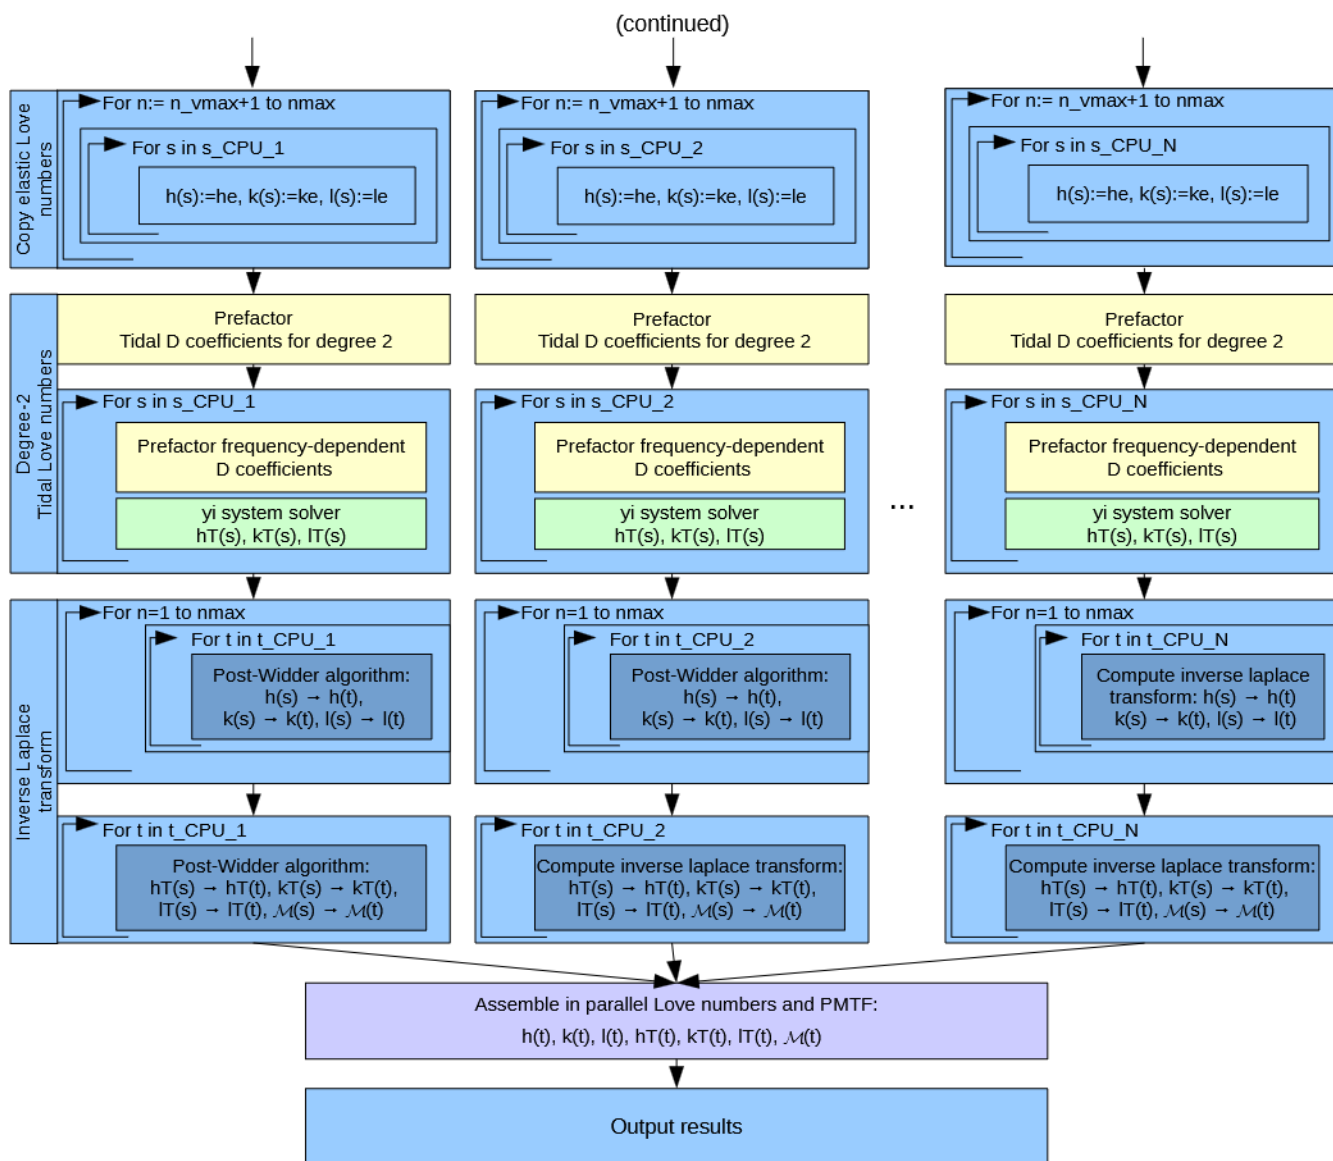 (continued)
Copy elastic Love
numbers
For n:= n_vmax+1 to nmax
For s in s_CPU_1
h(s):=he, k(s):=ke, l(s):=le
For n:= n_vmax+1 to nmax
For s in s_CPU_2
h(s):=he, k(s):=ke, l(s):=le
For n:= n_vmax+1 to nmax
For s in s_CPU_N
h(s):=he, k(s):=ke, l(s):=le
Degree-2
Tidal Love numbers
Prefactor
Tidal D coefficients for degree 2
Prefactor
Tidal D coefficients for degree 2
Prefactor
Tidal D coefficients for degree 2
For s in s_CPU_1
Prefactor frequency-dependent
D coefficients
yi system solver
hT(s), kT(s), lT(s)
For s in s_CPU_2
Prefactor frequency-dependent
D coefficients
yi system solver
hT(s), kT(s), lT(s)
...
For s in s_CPU_N
Prefactor frequency-dependent
D coefficients
yi system solver
hT(s), kT(s), lT(s)
Inverse Laplace
transform
For n=1 to nmax
For t in t_CPU_1
Post-Widder algorithm:
h(s) → h(t),
k(s) → k(t), l(s) → l(t)
For n=1 to nmax
For t in t_CPU_2
Post-Widder algorithm:
h(s) → h(t),
k(s) → k(t), l(s) → l(t)
For n=1 to nmax
For t in t_CPU_N
Compute inverse laplace
transform: h(s) → h(t)
k(s) → k(t), l(s) → l(t)
For t in t_CPU_1
Post-Widder algorithm:
hT(s) → hT(t), kT(s) → kT(t),
lT(s) → lT(t), ℳ(s) → ℳ(t)
For t in t_CPU_2
Compute inverse laplace transform:
hT(s) → hT(t), kT(s) → kT(t),
lT(s) → lT(t), ℳ(s) → ℳ(t)
For t in t_CPU_N
Compute inverse laplace transform:
hT(s) → hT(t), kT(s) → kT(t),
lT(s) → lT(t), ℳ(s) → ℳ(t)
Assemble in parallel Love numbers and PMTF:
h(t), k(t), l(t), hT(t), kT(t), lT(t), ℳ(t)
Output results